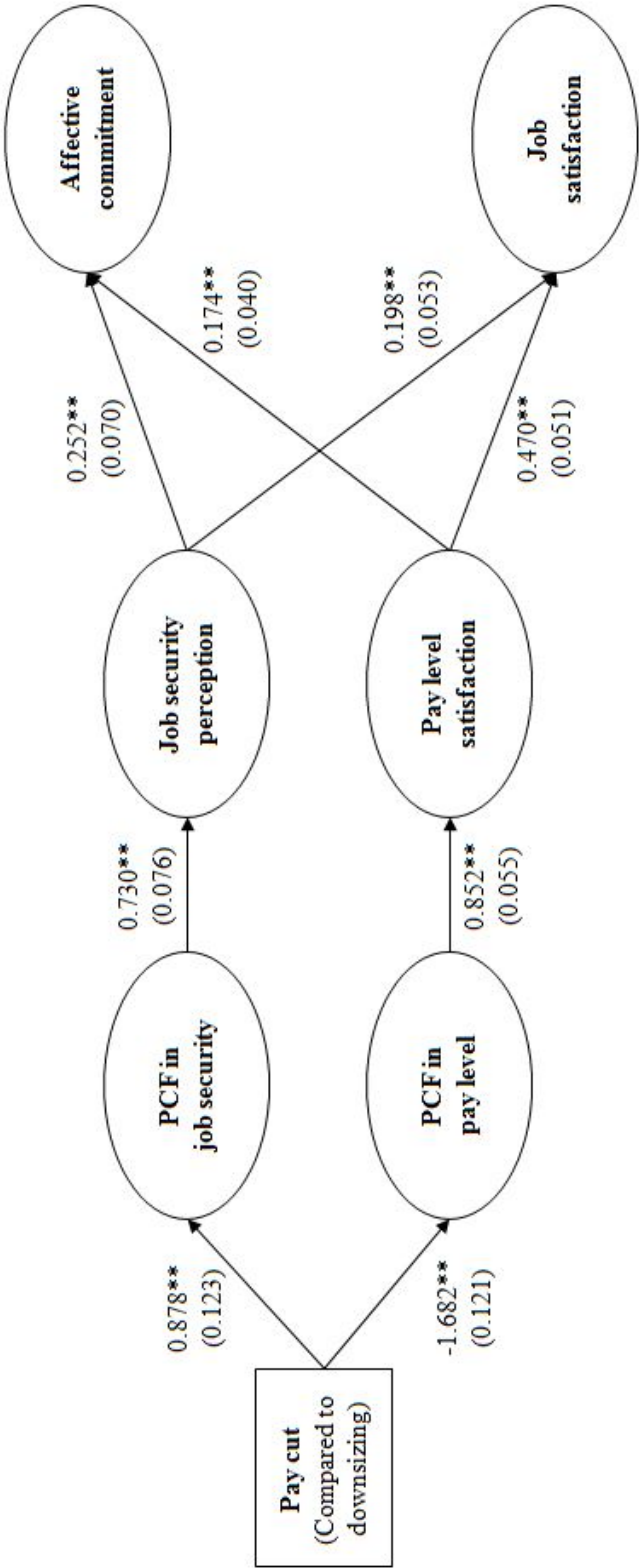 Pay cut
(Compared to
downsizing)
0.878**
(0.123)
-1.682**
(0.121)
PCF in
job security
PCF in
pay level
0.730**
(0.076)
0.852**
(0.055)
Job security
perception
Pay level
satisfaction
0.252**
(0.070)
0.174**
(0.040)
0.198**
(0.053)
0.470**
(0.051)
Affective
commitment
Job
satisfaction